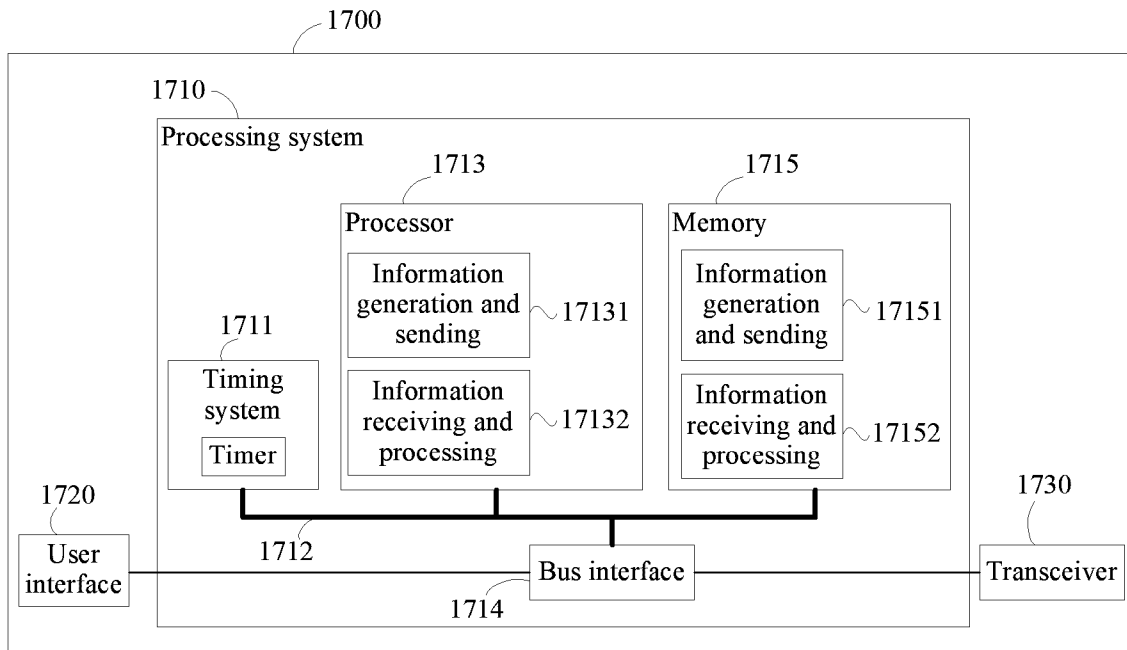 1700
1710
Processing system
1713
1715
Processor
Memory
Information
generation and
sending
17131
Information
generation
and sending
17151
1711
Timing
system
Timer
Information
receiving and
processing
17132
Information
receiving and
processing
17152
1720
User
interface
1712
Bus interface
1714
1730
Transceiver